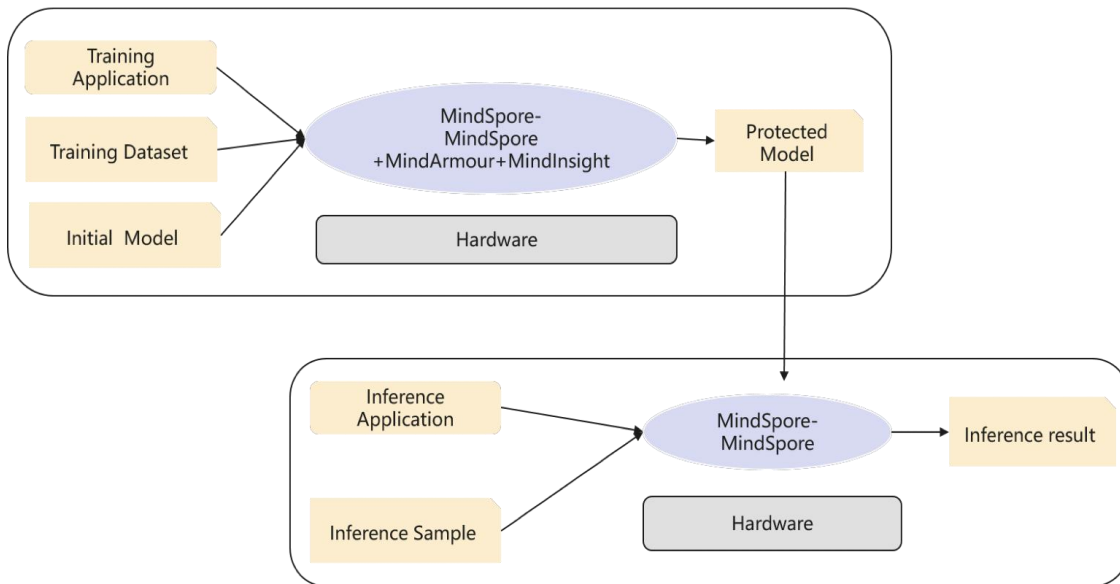 Training
Application
Training Dataset
Initial Model
MindSpore-
MindSpore
+MindArmour+MindInsight
Hardware
Protected
Model
Inference
Application
Inference Sample
MindSpore-
MindSpore
Hardware
Inference result